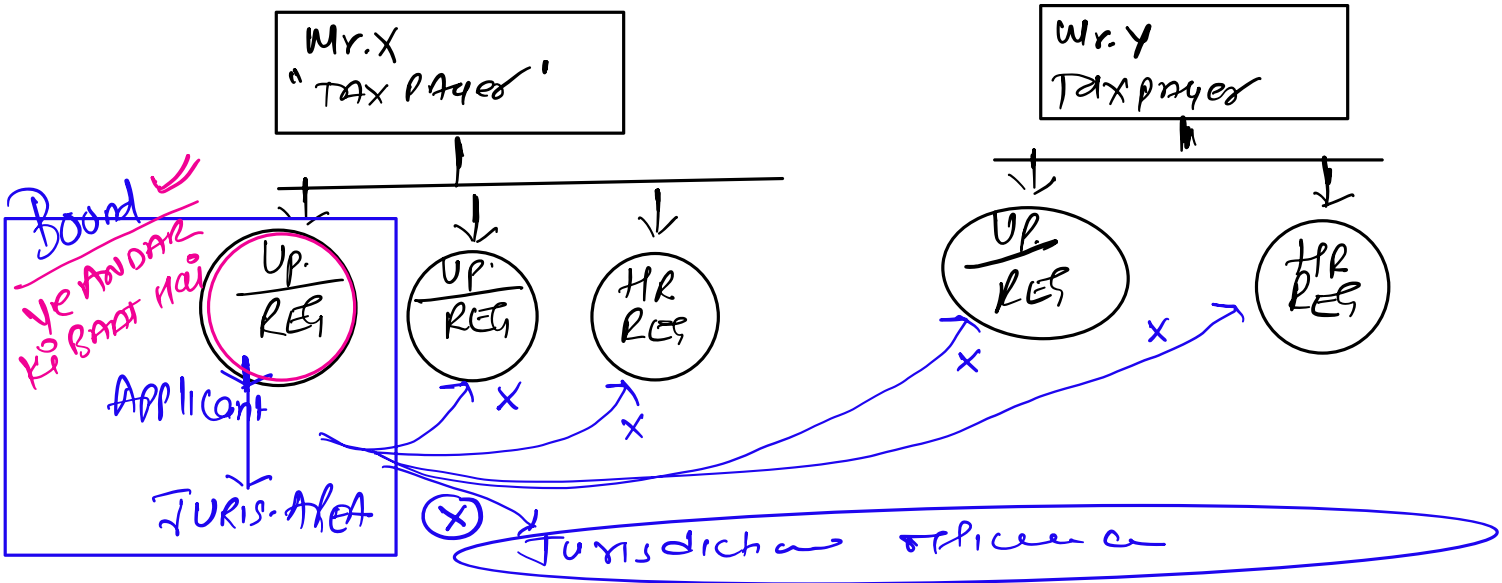 Mr. X
"TAX PAyer"
Mr. Y
TAXpayer
Bound
Ye ANDAR
Ki BAAT Hai
UP.
REG
UP.
REG
HR
REG
UP.
REG
HR
REG
Applicant
JURIS. AREA
X
X
X
X
X
Jurisdiction